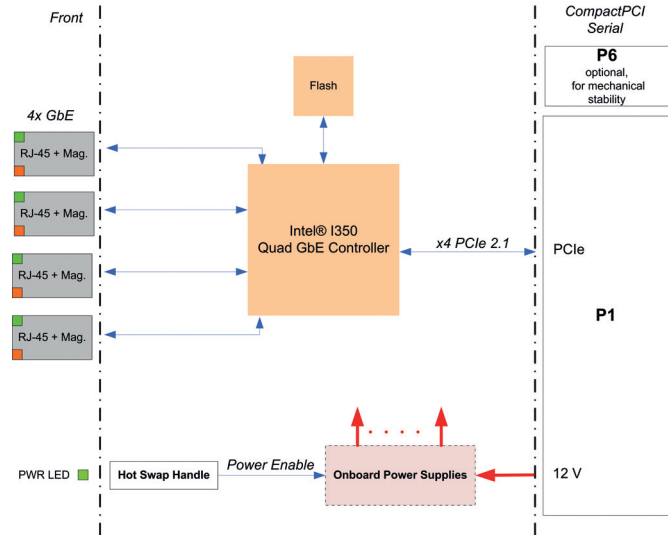 Front
CompactPCI
Serial
P6
optional,
for mechanical
stability
Flash
4x GbE
RJ-45 + Mag.
RJ-45 + Mag.
RJ-45 + Mag.
RJ-45 + Mag.
Intel® I350
Quad GbE Controller
x4 PCIe 2.1
PCIe
P1
PWR LED
Hot Swap Handle
Power Enable
Onboard Power Supplies
12 V